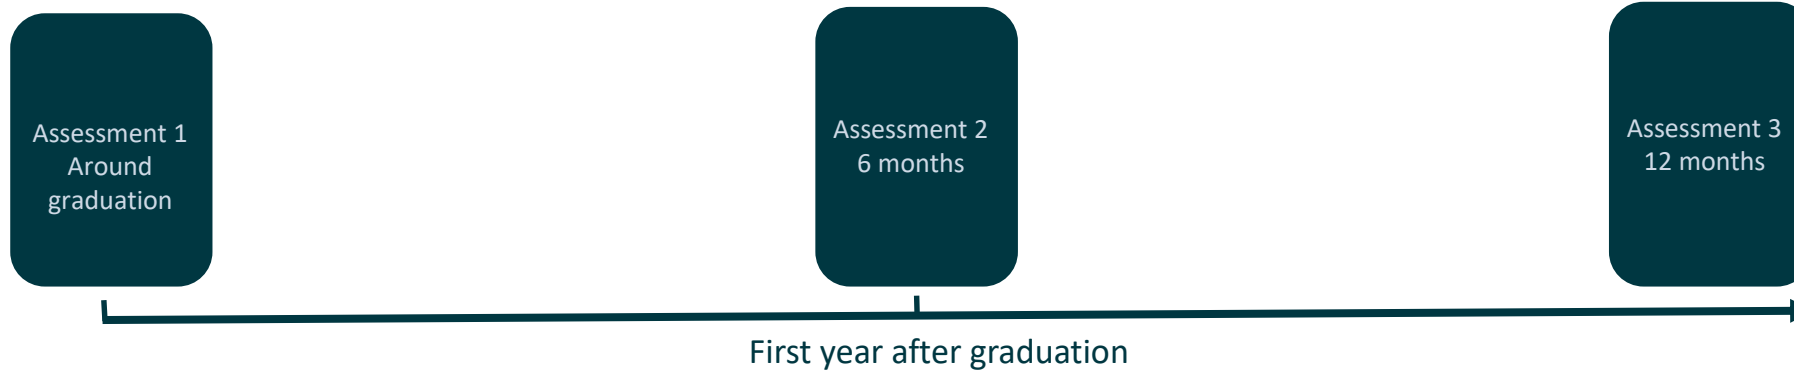 Assessment 1
Around
graduation
Assessment 2
6 months
Assessment 3
12 months
First year after graduation